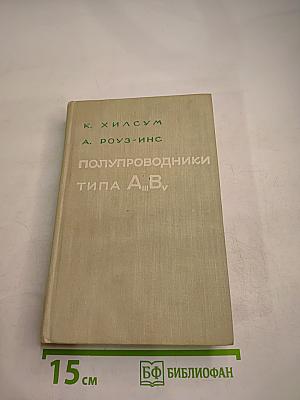 К. ХИЛСУМ
А. РОУЗ-ИНС
ПОЛУПРОВОДНИКИ
ТИПА AIIIBV
15 см
БФ БИБЛИОФАН